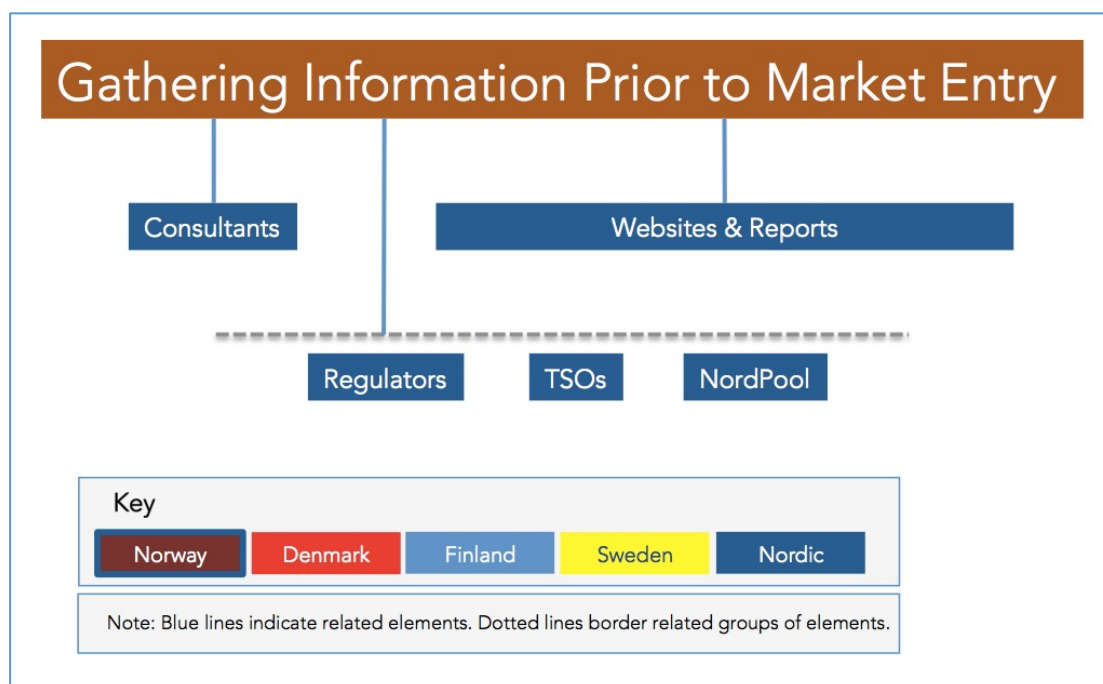 Gathering Information Prior to Market Entry
Consultants
Websites & Reports
Regulators
TSOs
NordPool
Key
Norway
Denmark
Finland
Sweden
Nordic
Note: Blue lines indicate related elements. Dotted lines border related groups of elements.